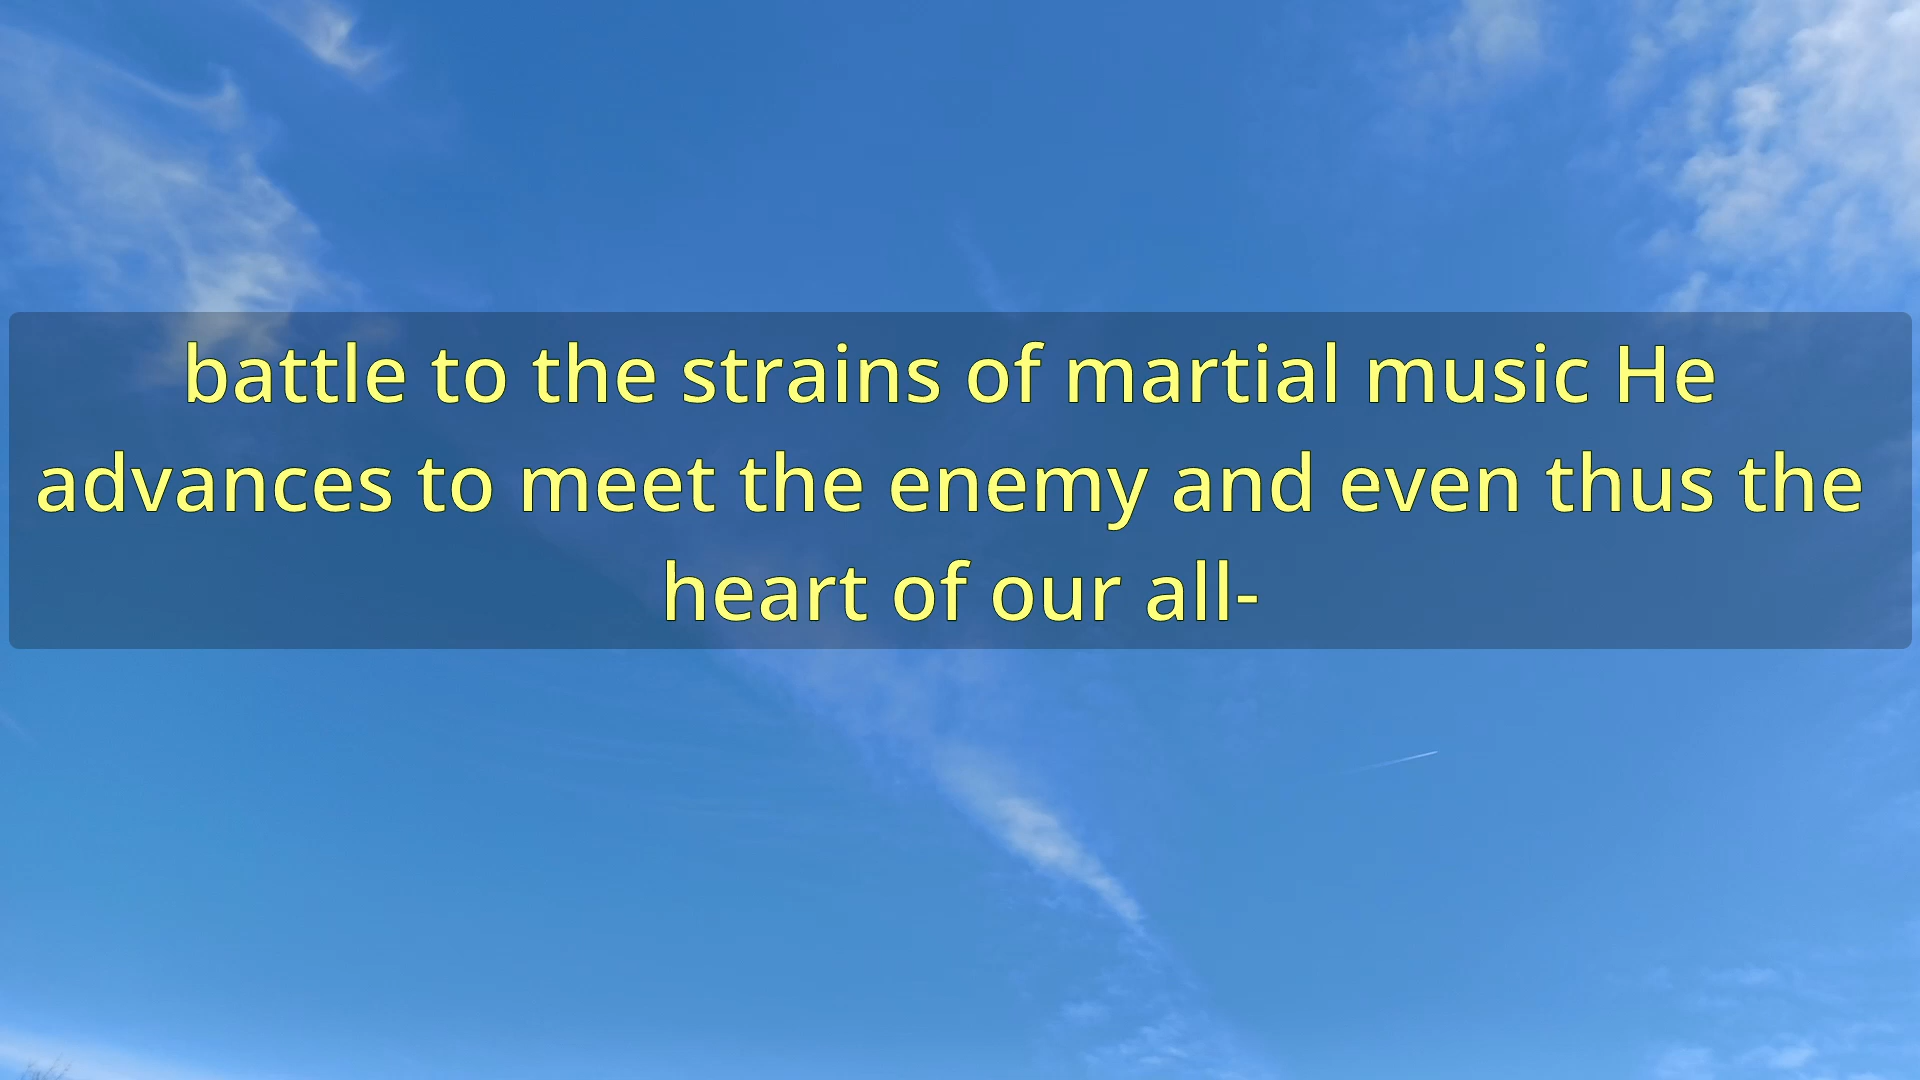 battle to the strains of martial music He
advances to meet the enemy and even thus the
heart of our all-